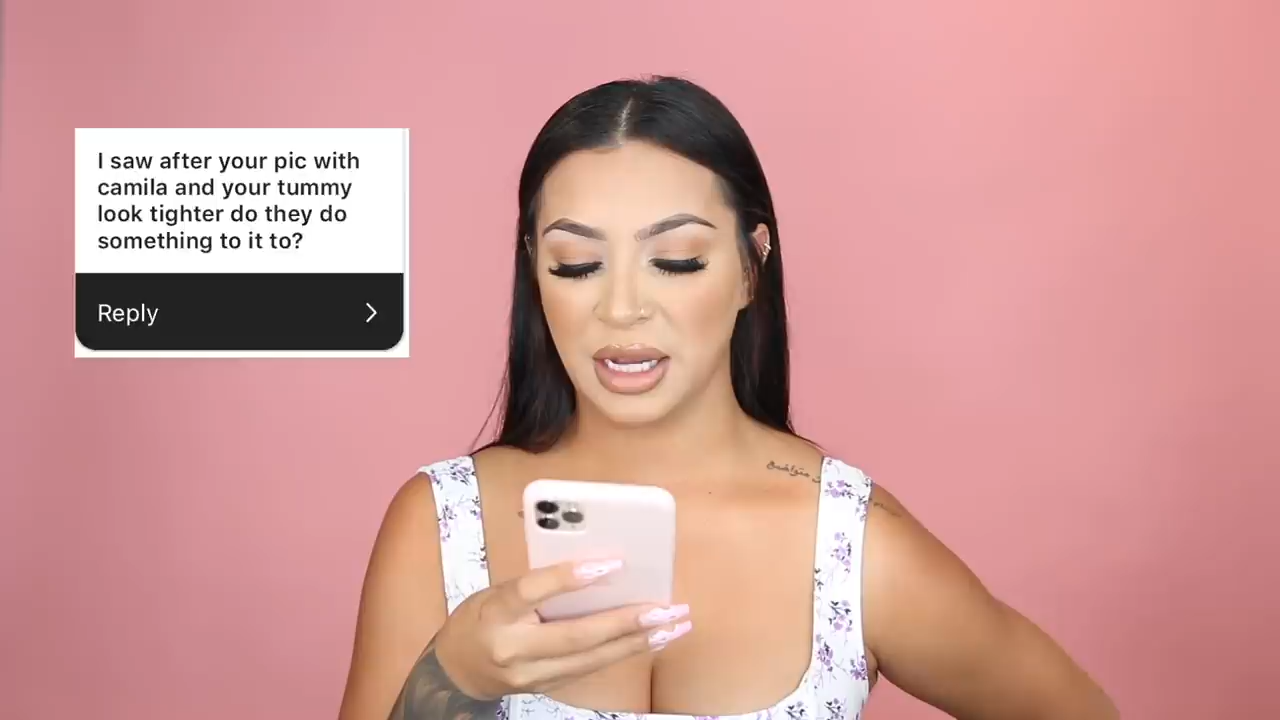 I saw after your pic with
camila and your tummy
look tighter do they do
something to it to?
Reply
متواضع